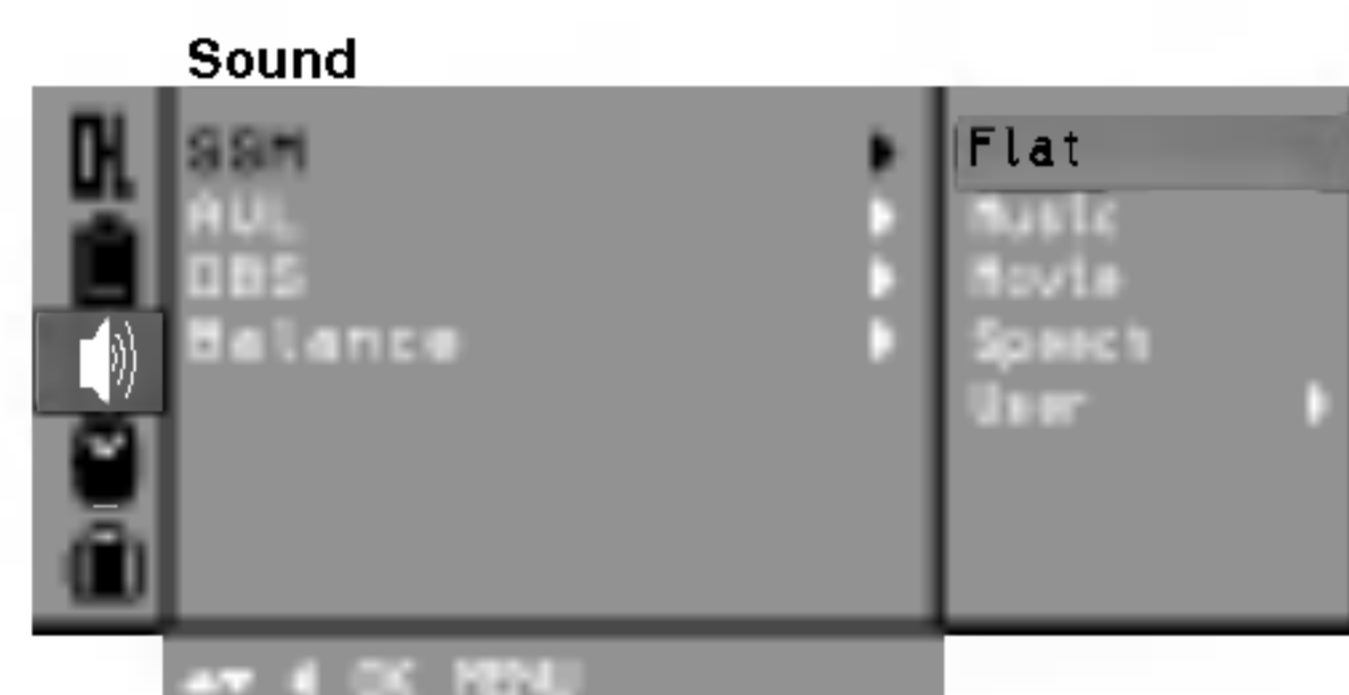 Sound
SSM
AVL
DBS
Balance
Flat
Music
Movie
Speech
User
OK MENU